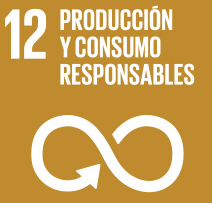 12 PRODUCCIÓN
Y CONSUMO
RESPONSABLES